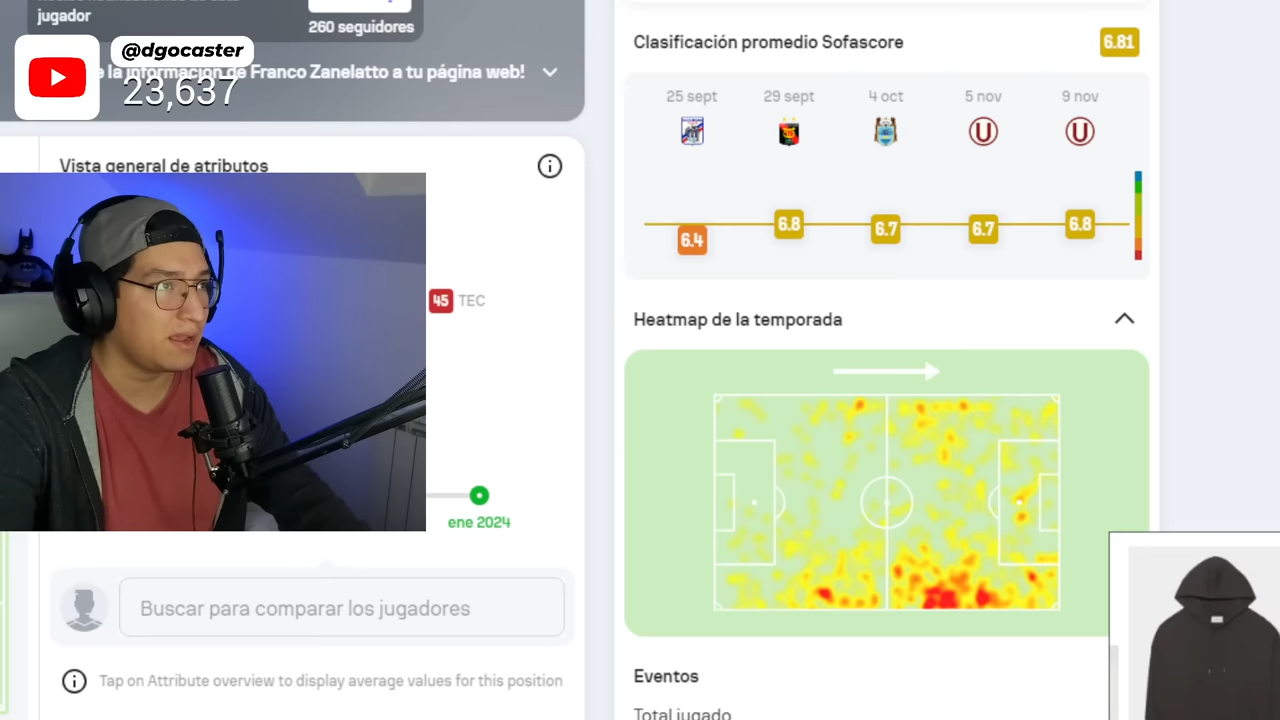 jugador
260 seguidores
@dgocaster
e la información de Franco Zanelatto a tu página web!
23,637
Vista general de atributos
45 TEC
ene 2024
Buscar para comparar los jugadores
Tap on Attribute overview to display average values for this position
Clasificación promedio Sofascore
6.81
25 sept 29 sept 4 oct 5 nov 9 nov
6.4 6.8 6.7 6.7 6.8
Heatmap de la temporada
Eventos
Total jugado